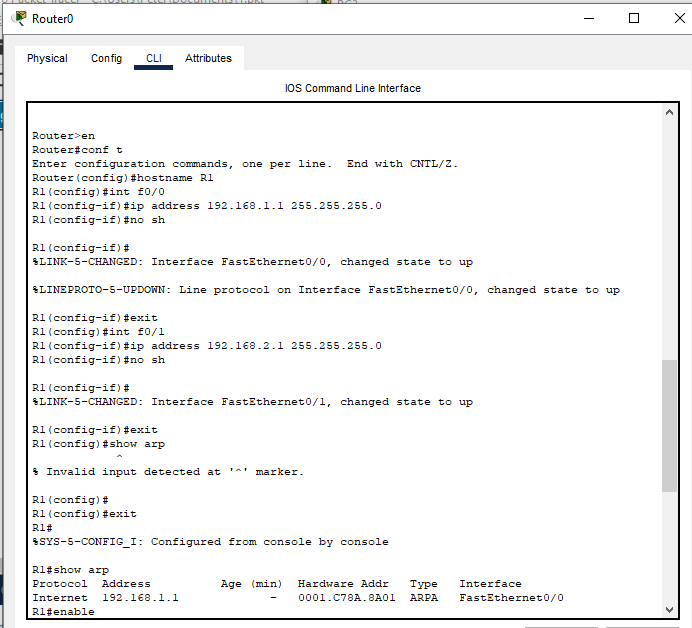 Router0
Physical Config CLI Attributes
IOS Command Line Interface
Router>en
Router#conf t
Enter configuration commands, one per line.  End with CNTL/Z.
Router(config)#hostname R1
R1(config)#int f0/0
R1(config-if)#ip address 192.168.1.1 255.255.255.0
R1(config-if)#no sh
R1(config-if)#
%LINK-5-CHANGED: Interface FastEthernet0/0, changed state to up
%LINEPROTO-5-UPDOWN: Line protocol on Interface FastEthernet0/0, changed state to up
R1(config-if)#exit
R1(config)#int f0/1
R1(config-if)#ip address 192.168.2.1 255.255.255.0
R1(config-if)#no sh
R1(config-if)#
%LINK-5-CHANGED: Interface FastEthernet0/1, changed state to up
R1(config-if)#exit
R1(config)#show arp
^
% Invalid input detected at '^' marker.
R1(config)#
R1(config)#exit
R1#
%SYS-5-CONFIG_I: Configured from console by console
R1#show arp
Protocol  Address          Age (min)  Hardware Addr   Type   Interface
Internet  192.168.1.1             -   0001.C78A.8A01  ARPA   FastEthernet0/0
R1#enable